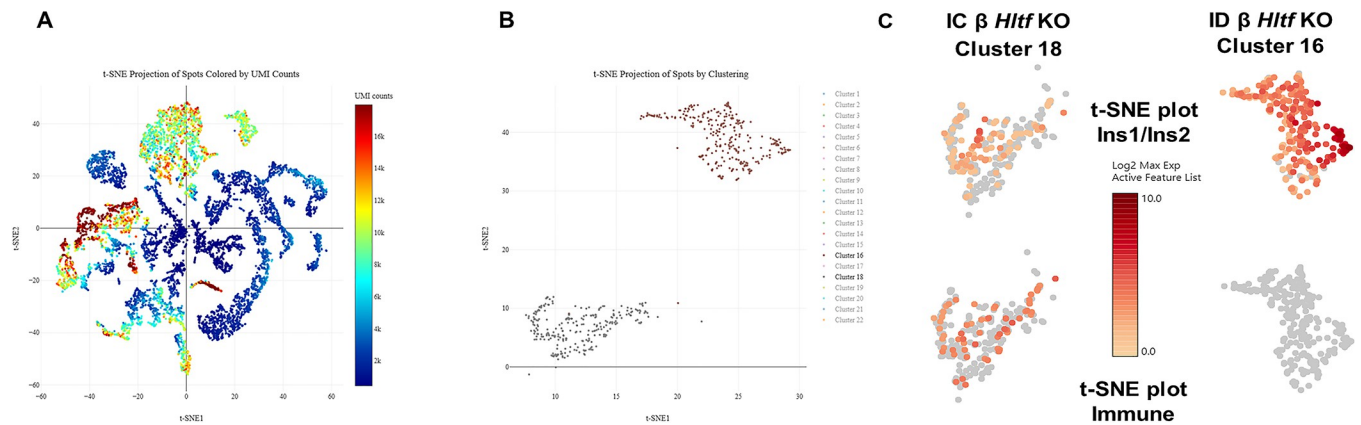 A
t-SNE Projection of Spots Colored by UMI Counts
UMI counts
16k
14k
12k
10k
8k
6k
4k
2k
40
20
0
−20
−40
−60
t-SNE2
−60
−40
−20
0
20
40
60
t-SNE1
B
t-SNE Projection of Spots by Clustering
40
30
20
10
0
t-SNE2
10
15
20
25
30
t-SNE1
Cluster 1
Cluster 2
Cluster 3
Cluster 4
Cluster 5
Cluster 6
Cluster 7
Cluster 8
Cluster 9
Cluster 10
Cluster 11
Cluster 12
Cluster 13
Cluster 14
Cluster 15
Cluster 16
Cluster 17
Cluster 18
Cluster 19
Cluster 20
Cluster 21
Cluster 22
C
IC β Hltf KO
Cluster 18
ID β Hltf KO
Cluster 16
t-SNE plot
Ins1/Ins2
Log2 Max Exp
Active Feature List
10.0
0.0
t-SNE plot
Immune